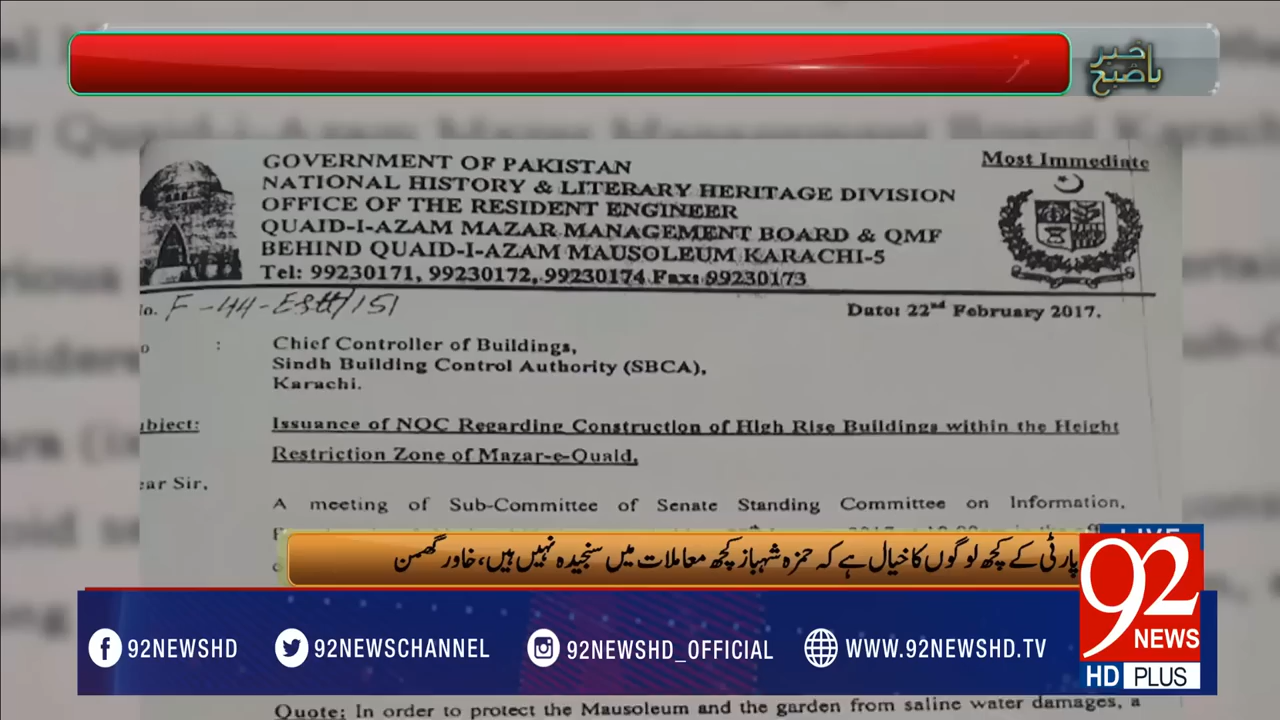 باخبر صبح
Most Immediate
GOVERNMENT OF PAKISTAN
NATIONAL HISTORY & LITERARY HERITAGE DIVISION
OFFICE OF THE RESIDENT ENGINEER
QUAID-I-AZAM MAZAR MANAGEMENT BOARD & QMF
BEHIND QUAID-I-AZAM MAUSOLEUM KARACHI-5
Tel: 99230171, 99230172, 99230174 Fax: 99230173
No. F-44-Estt/151
Date: 22nd February 2017.
Chief Controller of Buildings,
Sindh Building Control Authority (SBCA),
Karachi.
Issuance of NOC Regarding Construction of High Rise Buildings within the Height
Restriction Zone of Mazar-e-Quaid,
ear Sir,
A meeting of Sub-Committee of Senate Standing Committee on Information,
LIVE
پارٹی کے کچھ لوگوں کا خیال ہے کہ حمزہ شہباز کچھ معاملات میں سنجیدہ نہیں ہیں، خاور گھمن
92NEWSHD
92NEWSCHANNEL
92NEWSHD_OFFICIAL
WWW.92NEWSHD.TV
92
NEWS
HD PLUS
Quote: In order to protect the Mausoleum and the garden from saline water damages, a